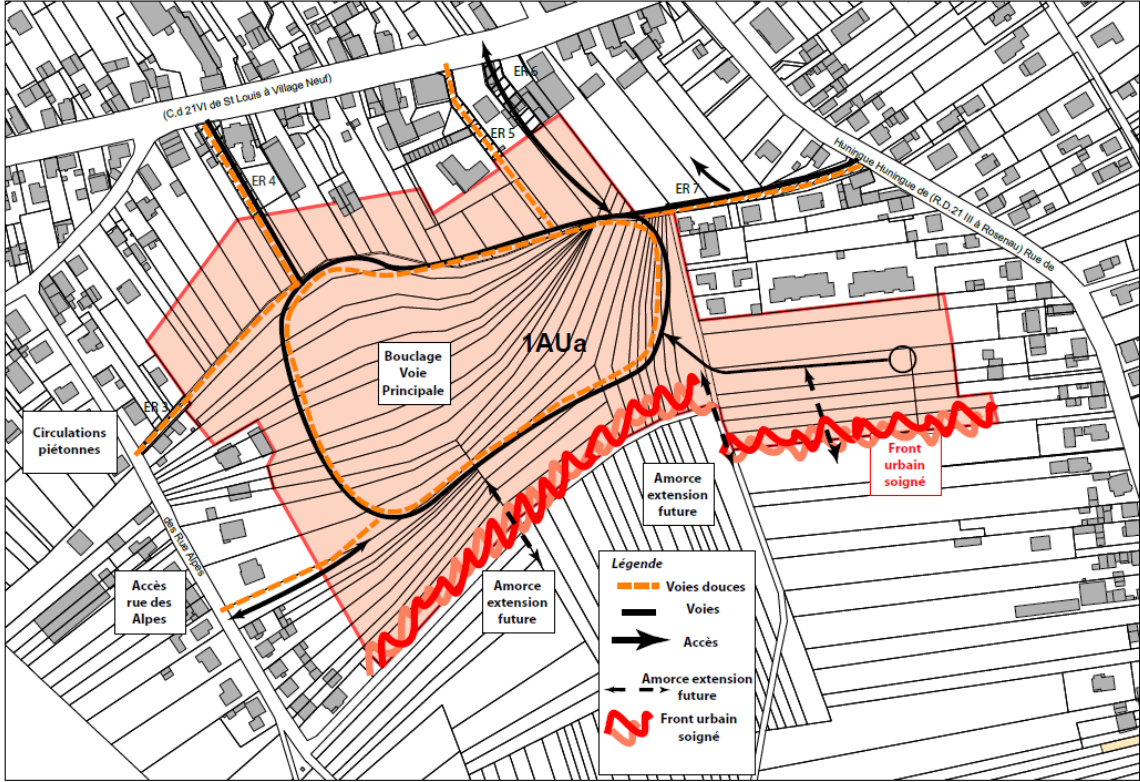 (C.d 21VI de St Louis à Village Neuf)
ER 6
ER 5
ER 4
Huningue Huningue de (R.D.21 III à Rosenau) Rue de
ER 7
1AUa
Bouclage
Voie
Principale
ER 3
Circulations
piétonnes
Front
urbain
soigné
Amorce
extension
future
des Rue Alpes
Accès
rue des
Alpes
Amorce
extension
future
Légende
Voies douces
Voies
Accès
Amorce extension
future
Front urbain
soigné